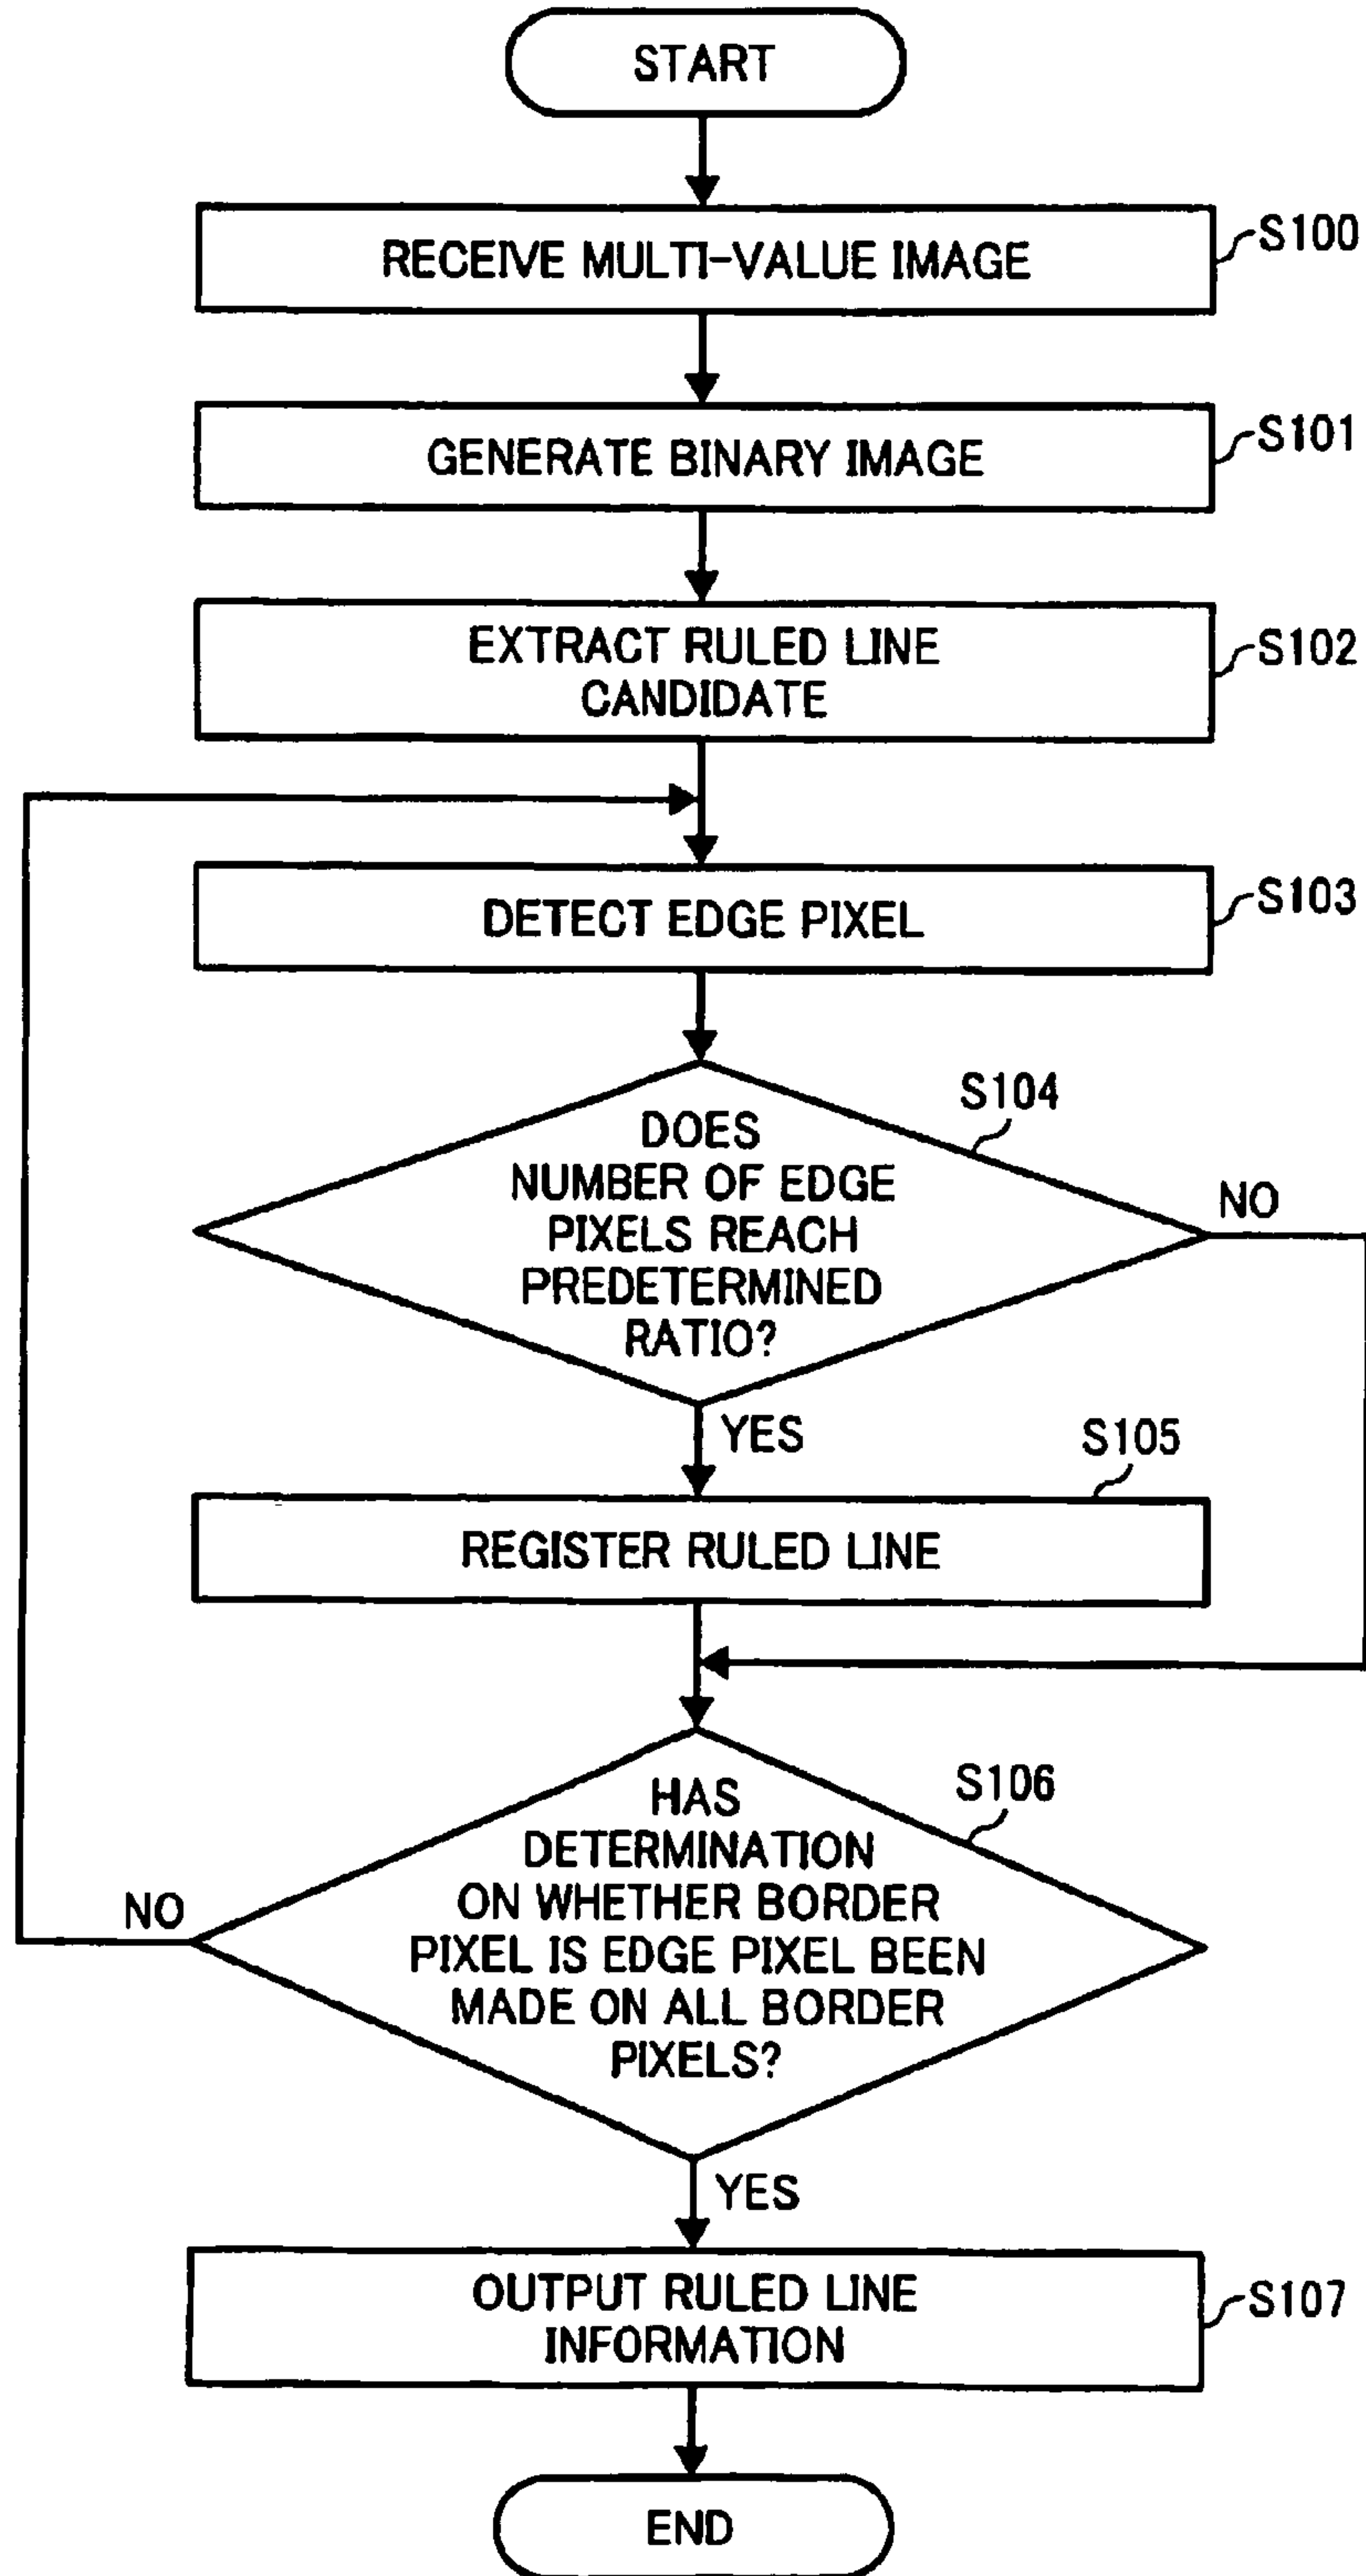 START
RECEIVE MULTI-VALUE IMAGE
S100
GENERATE BINARY IMAGE
S101
EXTRACT RULED LINE
CANDIDATE
S102
DETECT EDGE PIXEL
S103
S104
DOES
NUMBER OF EDGE
PIXELS REACH
PREDETERMINED
RATIO?
NO
YES
S105
REGISTER RULED LINE
S106
HAS
DETERMINATION
ON WHETHER BORDER
PIXEL IS EDGE PIXEL BEEN
MADE ON ALL BORDER
PIXELS?
NO
YES
OUTPUT RULED LINE
INFORMATION
S107
END